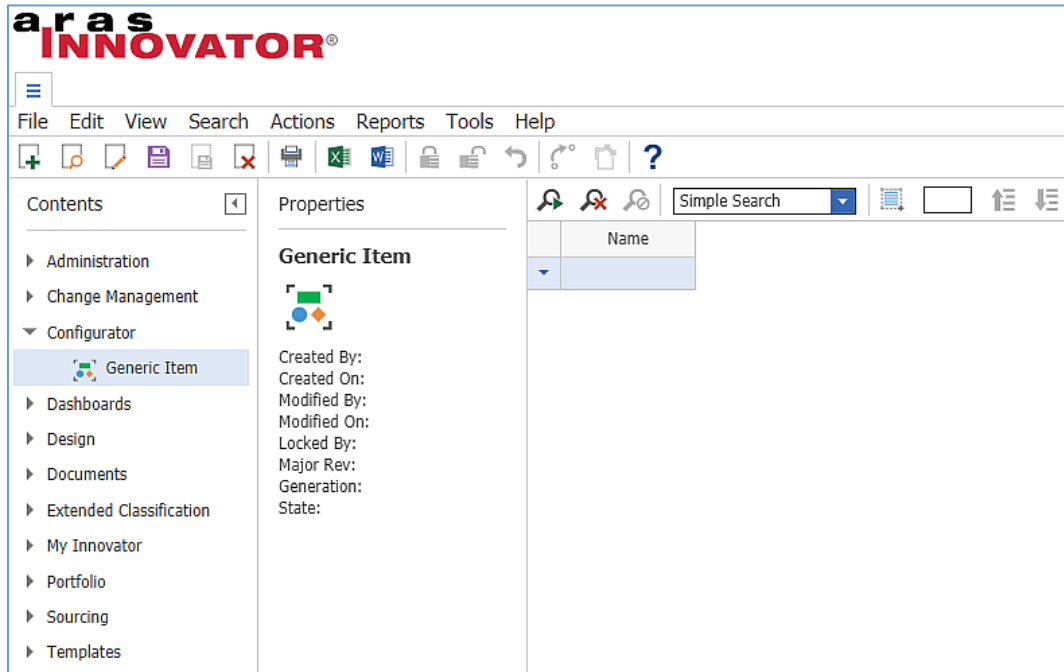 aras
INNOVATOR®
File Edit View Search Actions Reports Tools Help
?
Contents
Administration
Change Management
Configurator
Generic Item
Dashboards
Design
Documents
Extended Classification
My Innovator
Portfolio
Sourcing
Templates
Properties
Generic Item
Created By:
Created On:
Modified By:
Modified On:
Locked By:
Major Rev:
Generation:
State:
Simple Search
Name